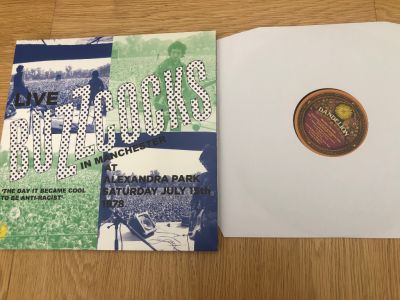 LIVE
BUZZCOCKS
IN MANCHESTER
AT
ALEXANDRA PARK
SATURDAY JULY 15th
1978
'THE DAY IT BECAME COOL
TO BE ANTI-RACIST'
DANDELION